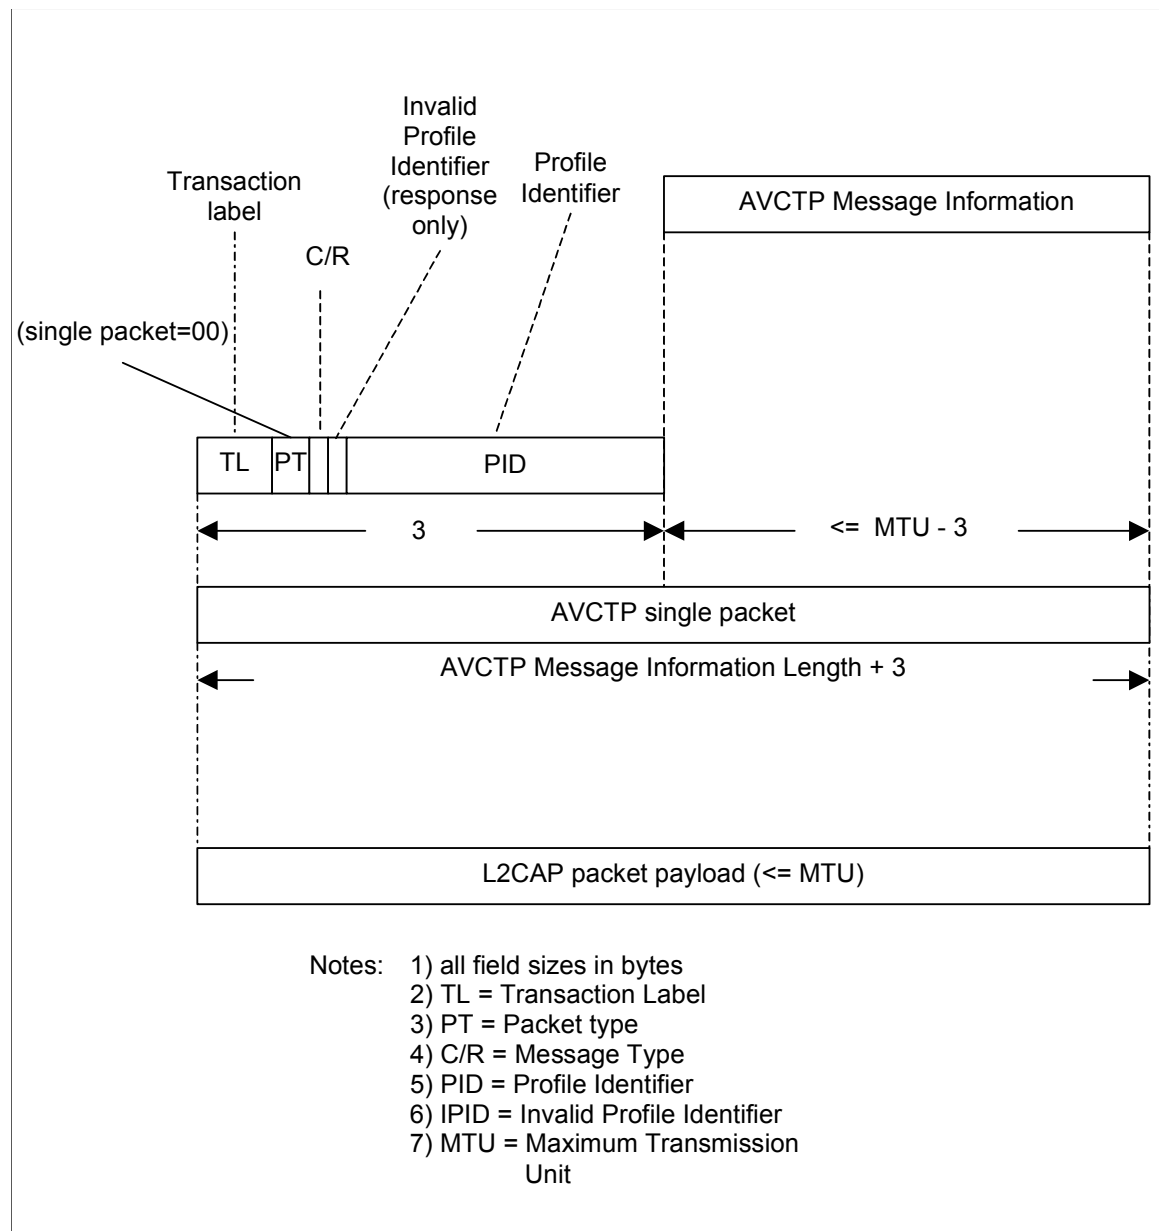 Invalid
Profile
Identifier
(response
only)
Profile
Identifier
Transaction
label
AVCTP Message Information
C/R
(single packet=00)
TL
PT
PID
3
<= MTU - 3
AVCTP single packet
AVCTP Message Information Length + 3
L2CAP packet payload (<= MTU)
Notes: 1) all field sizes in bytes
2) TL = Transaction Label
3) PT = Packet type
4) C/R = Message Type
5) PID = Profile Identifier
6) IPID = Invalid Profile Identifier
7) MTU = Maximum Transmission
Unit